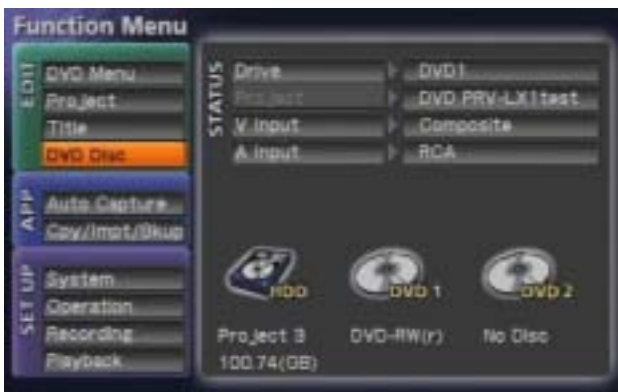 Function Menu
EDIT
DVD Menu
Project
Title
DVD Disc
APP
Auto Capture
Cpy/Impt/Bkup
SET UP
System
Operation
Recording
Playback
STATUS
Drive DVD1
Project DVD PRV-LX1test
V Input Composite
A Input RCA
HDD
DVD 1
DVD 2
Project 3
DVD-RW(r)
No Disc
100.74(GB)